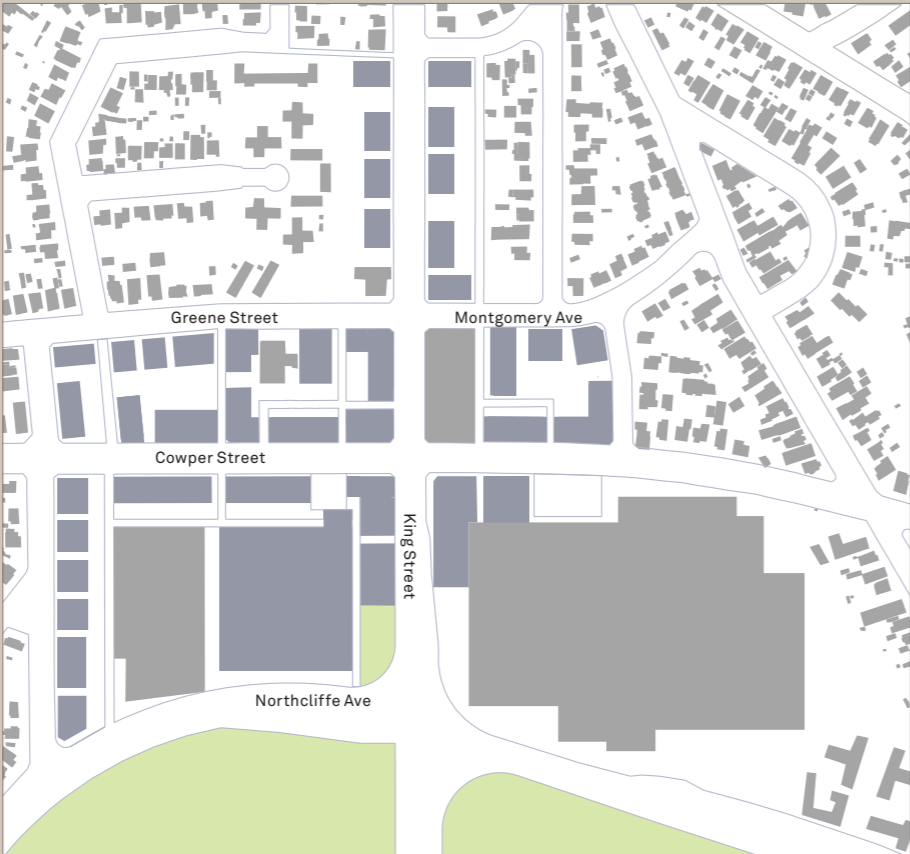 Greene Street
Montgomery Ave
Cowper Street
King Street
Northcliffe Ave